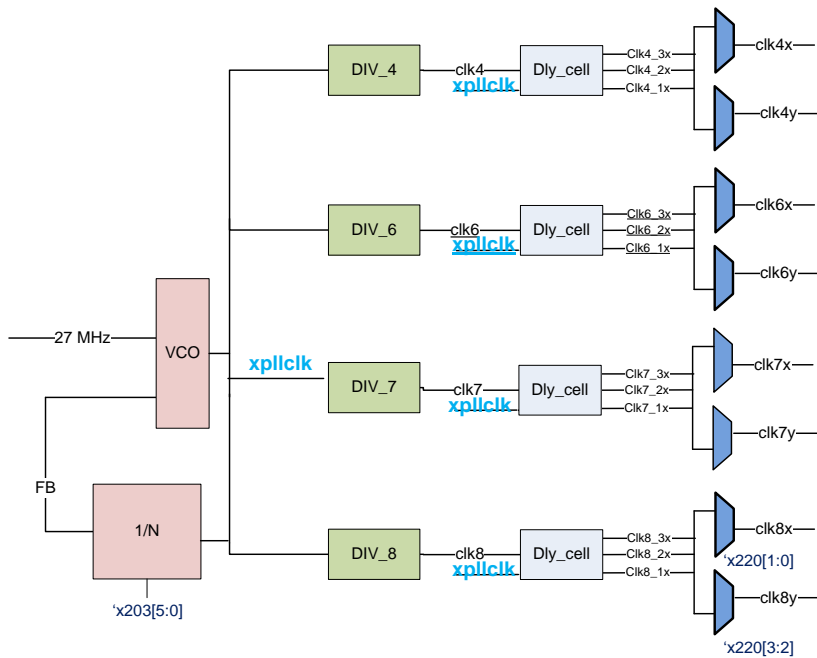 DIV_4
clk4
xpllclk
Dly_cell
Clk4_3x
Clk4_2x
Clk4_1x
clk4x
clk4y
DIV_6
clk6
xpllclk
Dly_cell
Clk6_3x
Clk6_2x
Clk6_1x
clk6x
clk6y
27 MHz
VCO
xpllclk
DIV_7
clk7
xpllclk
Dly_cell
Clk7_3x
Clk7_2x
Clk7_1x
clk7x
clk7y
FB
1/N
‘x203[5:0]
DIV_8
clk8
xpllclk
Dly_cell
Clk8_3x
Clk8_2x
Clk8_1x
clk8x
‘x220[1:0]
clk8y
‘x220[3:2]